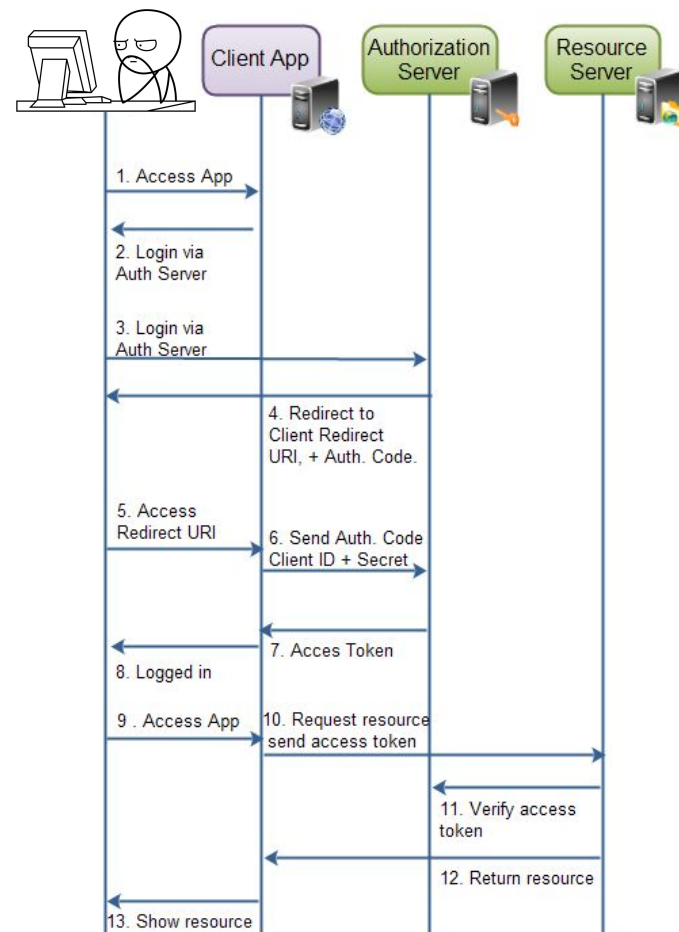 Client App
Authorization
Server
Resource
Server
1. Access App
2. Login via
Auth Server
3. Login via
Auth Server
4. Redirect to
Client Redirect
URI, + Auth. Code.
5. Access
Redirect URI
6. Send Auth. Code
Client ID + Secret
7. Acces Token
8. Logged in
9 . Access App
10. Request resource
send access token
11. Verify access
token
12. Return resource
13. Show resource